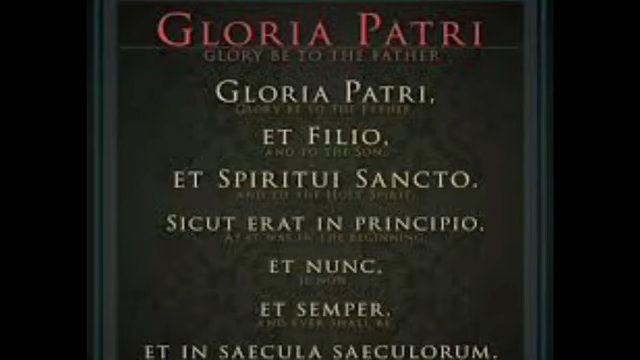 GLORIA PATRI
GLORY BE TO THE FATHER
GLORIA PATRI,
GLORY BE TO THE FATHER
ET FILIO,
AND TO THE SON,
ET SPIRITUI SANCTO.
AND TO THE HOLY SPIRIT.
SICUT ERAT IN PRINCIPIO,
AS IT WAS IN THE BEGINNING,
ET NUNC,
IS NOW,
ET SEMPER,
AND EVER SHALL BE,
ET IN SAECULA SAECULORUM.